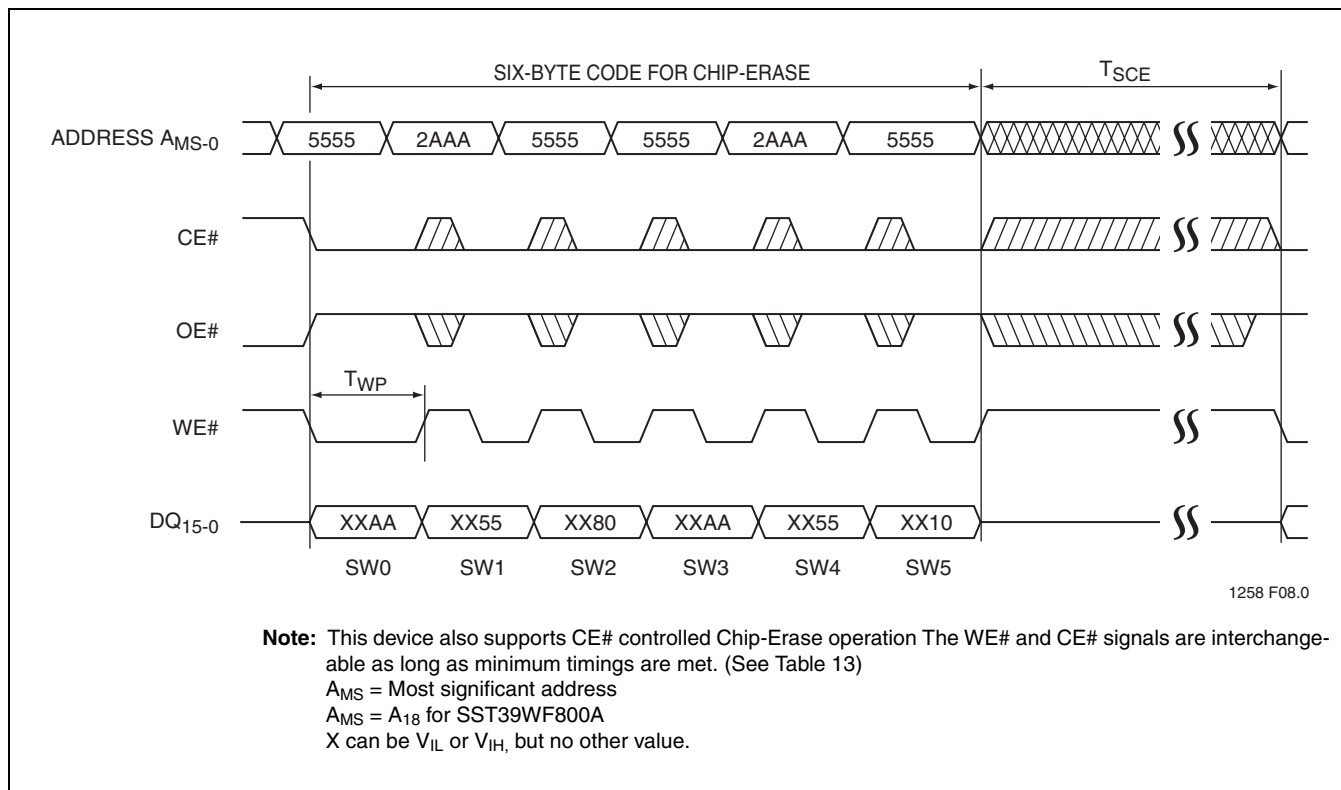 SIX-BYTE CODE FOR CHIP-ERASE TSCE
ADDRESS AMS-0 5555 2AAA 5555 5555 2AAA 5555
CE#
OE#
TWP
WE#
DQ15-0 XXAA XX55 XX80 XXAA XX55 XX10
SW0 SW1 SW2 SW3 SW4 SW5
1258 F08.0
Note: This device also supports CE# controlled Chip-Erase operation The WE# and CE# signals are interchange-
able as long as minimum timings are met. (See Table 13)
AMS = Most significant address
AMS = A18 for SST39WF800A
X can be VIL or VIH, but no other value.